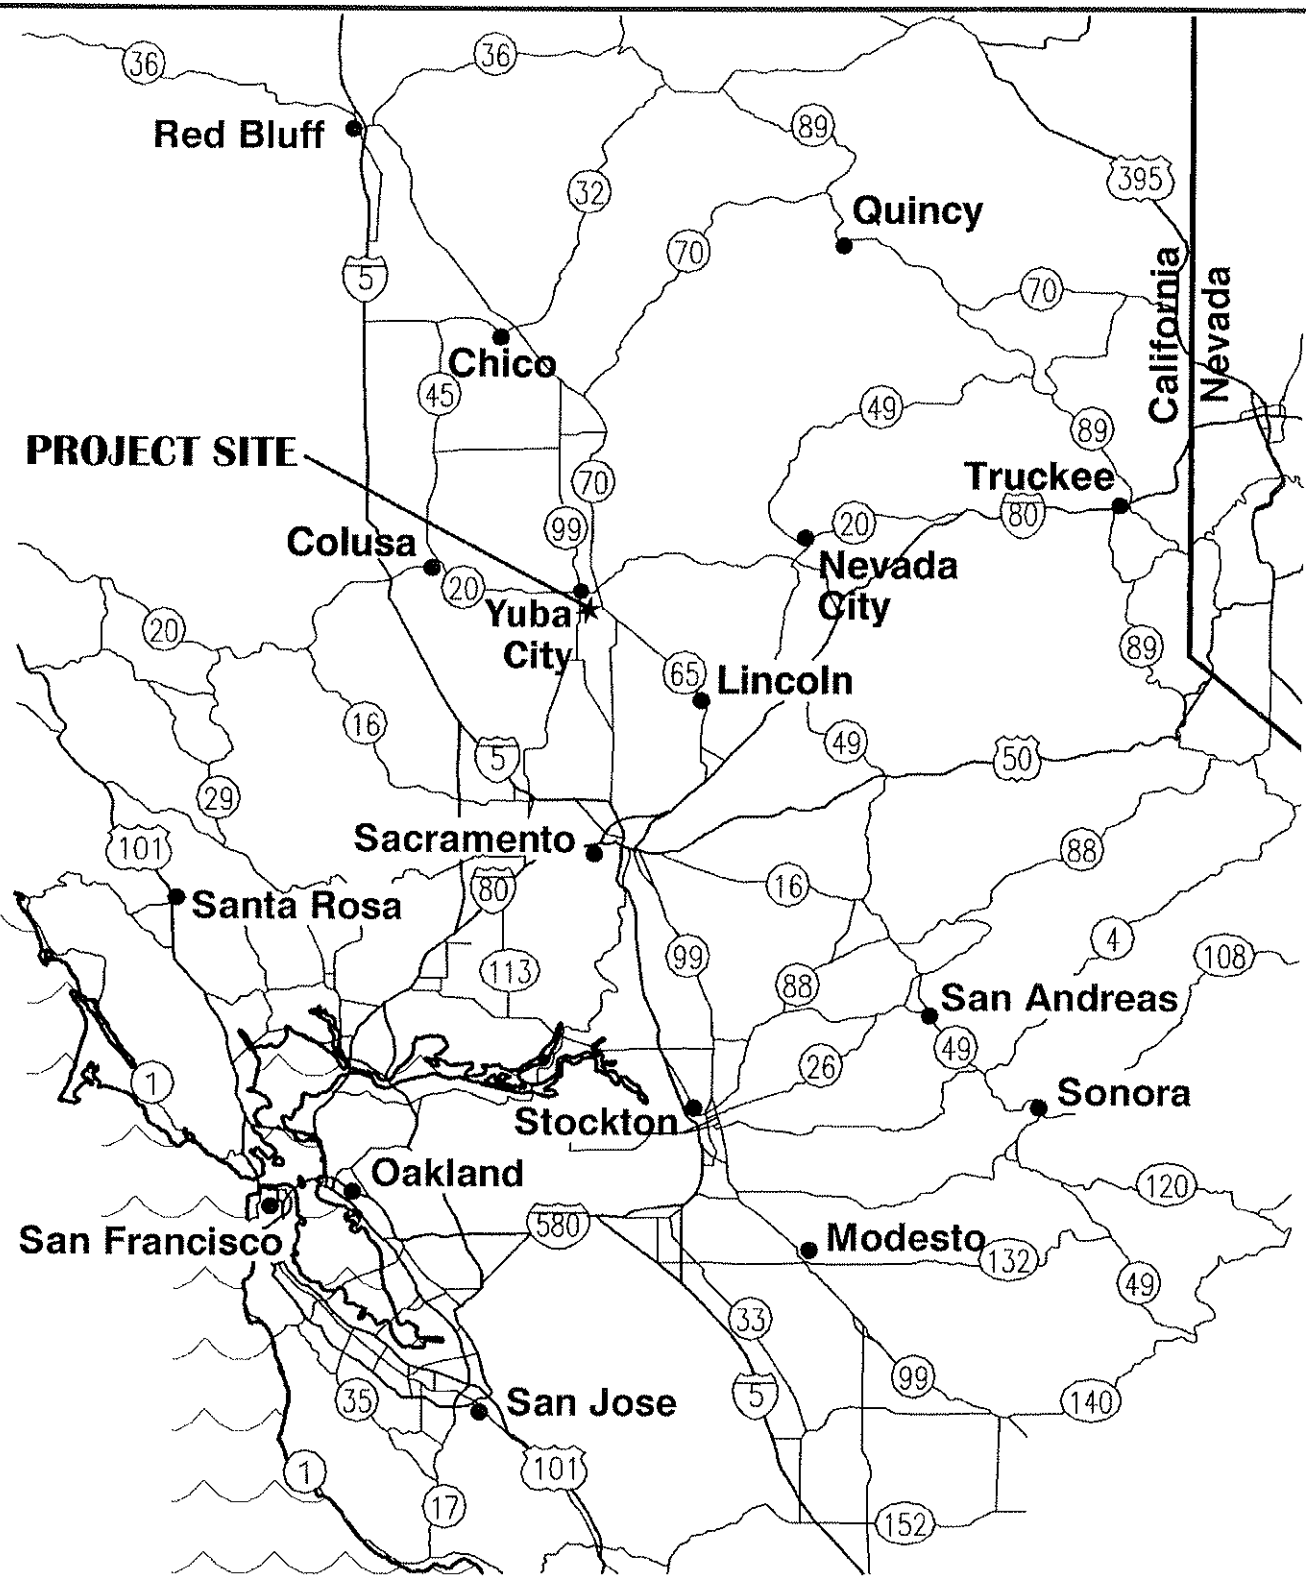 36
36
Red Bluff
89
395
32
Quincy
70
5
70
California
Nevada
Chico
45
49
89
PROJECT SITE
70
Truckee
99
20
80
Colusa
Nevada
City
20
Yuba
City
20
89
65
Lincoln
16
49
5
50
29
Sacramento
101
88
80
16
Santa Rosa
4
99
108
113
88
San Andreas
49
26
1
Sonora
Stockton
Oakland
120
580
San Francisco
Modesto
132
49
33
99
5
35
San Jose
140
1
101
17
152